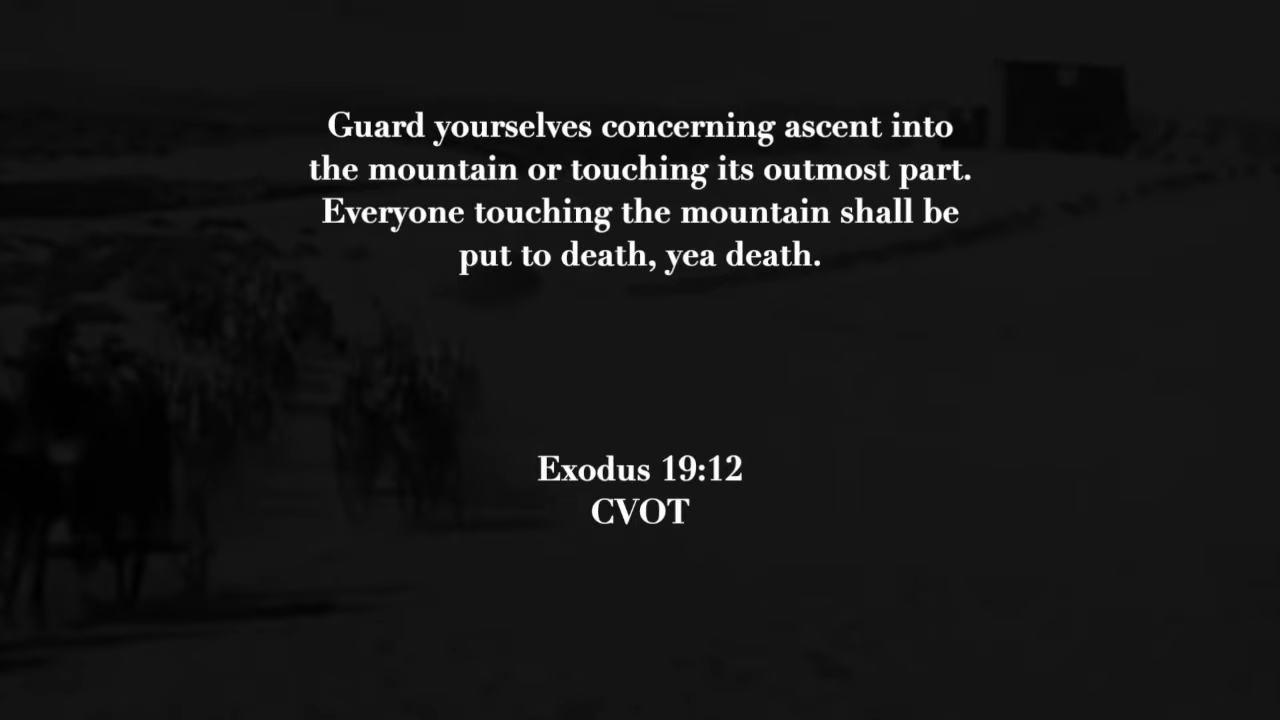 Guard yourselves concerning ascent into
the mountain or touching its outmost part.
Everyone touching the mountain shall be
put to death, yea death.
Exodus 19:12
CVOT